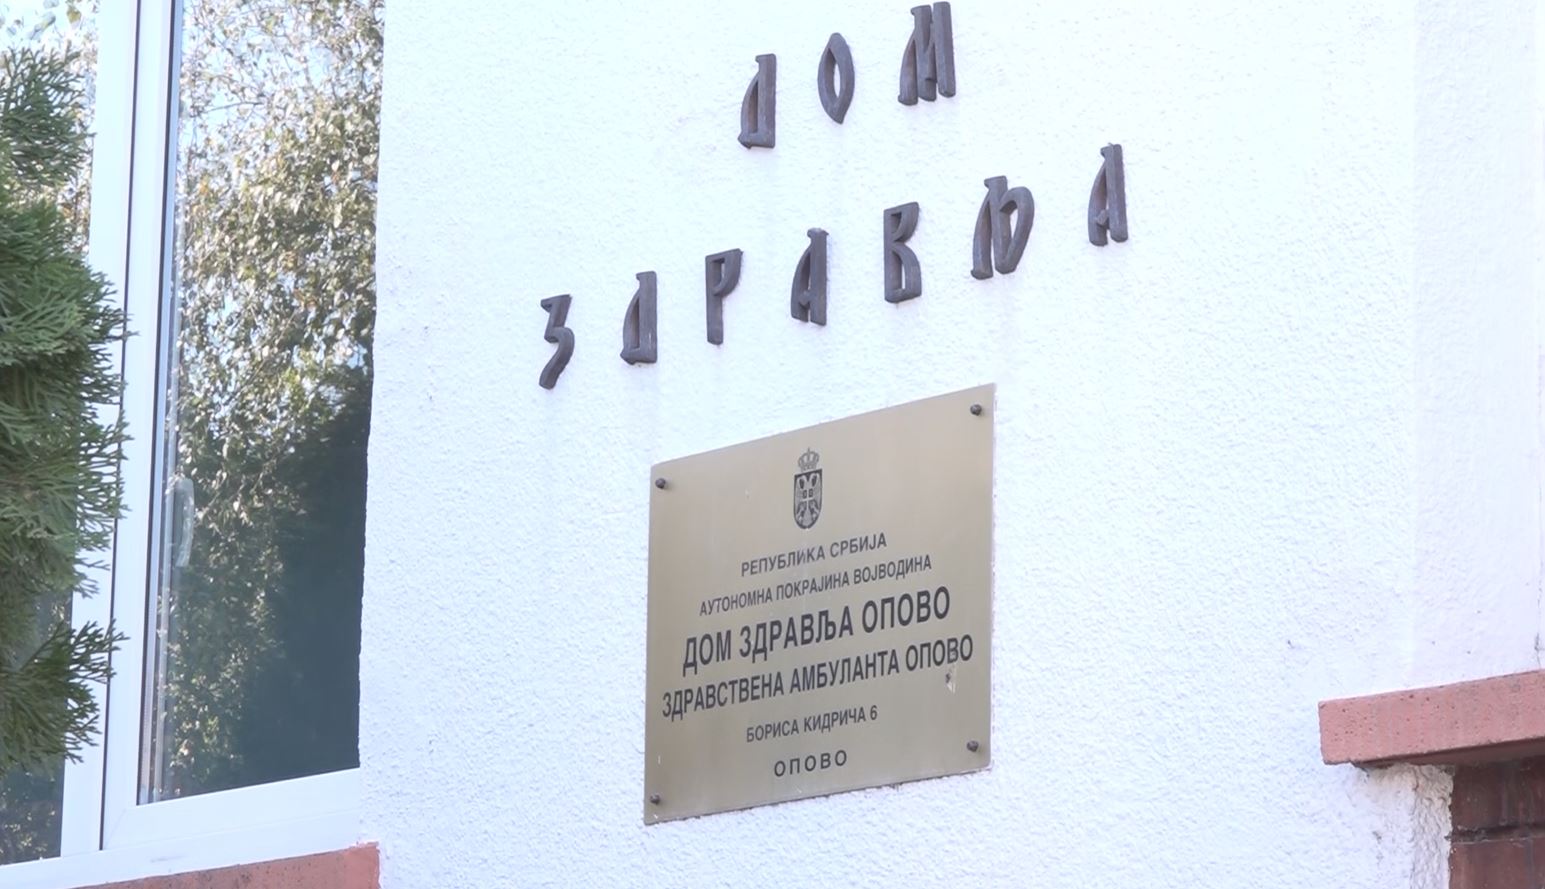 ДОМ
ЗДРАВЉА
РЕПУБЛИКА СРБИЈА
АУТОНОМНА ПОКРАЈИНА ВОЈВОДИНА
ДОМ ЗДРАВЉА ОПОВО
ЗДРАВСТВЕНА АМБУЛАНТА ОПОВО
БОРИСА КИДРИЧА 6
ОПОВО